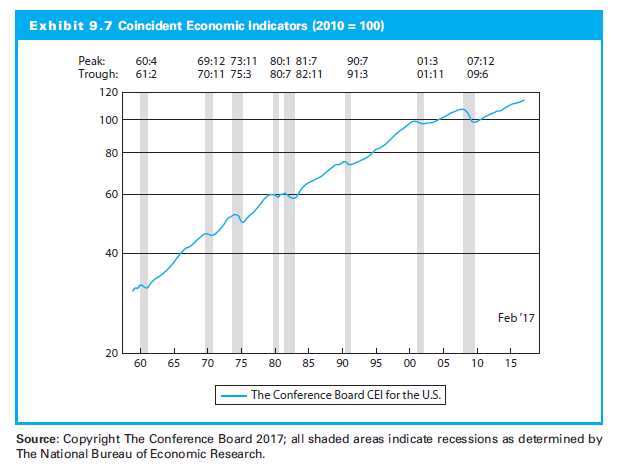 Exhibit 9.7 Coincident Economic Indicators (2010 = 100)
Peak: 60:4 69:12 73:11 80:1 81:7 90:7 01:3 07:12
Trough: 61:2 70:11 75:3 80:7 82:11 91:3 01:11 09:6
120
100
80
60
40
20
Feb '17
60 65 70 75 80 85 90 95 00 05 10 15
The Conference Board CEI for the U.S.
Source: Copyright The Conference Board 2017; all shaded areas indicate recessions as determined by
The National Bureau of Economic Research.